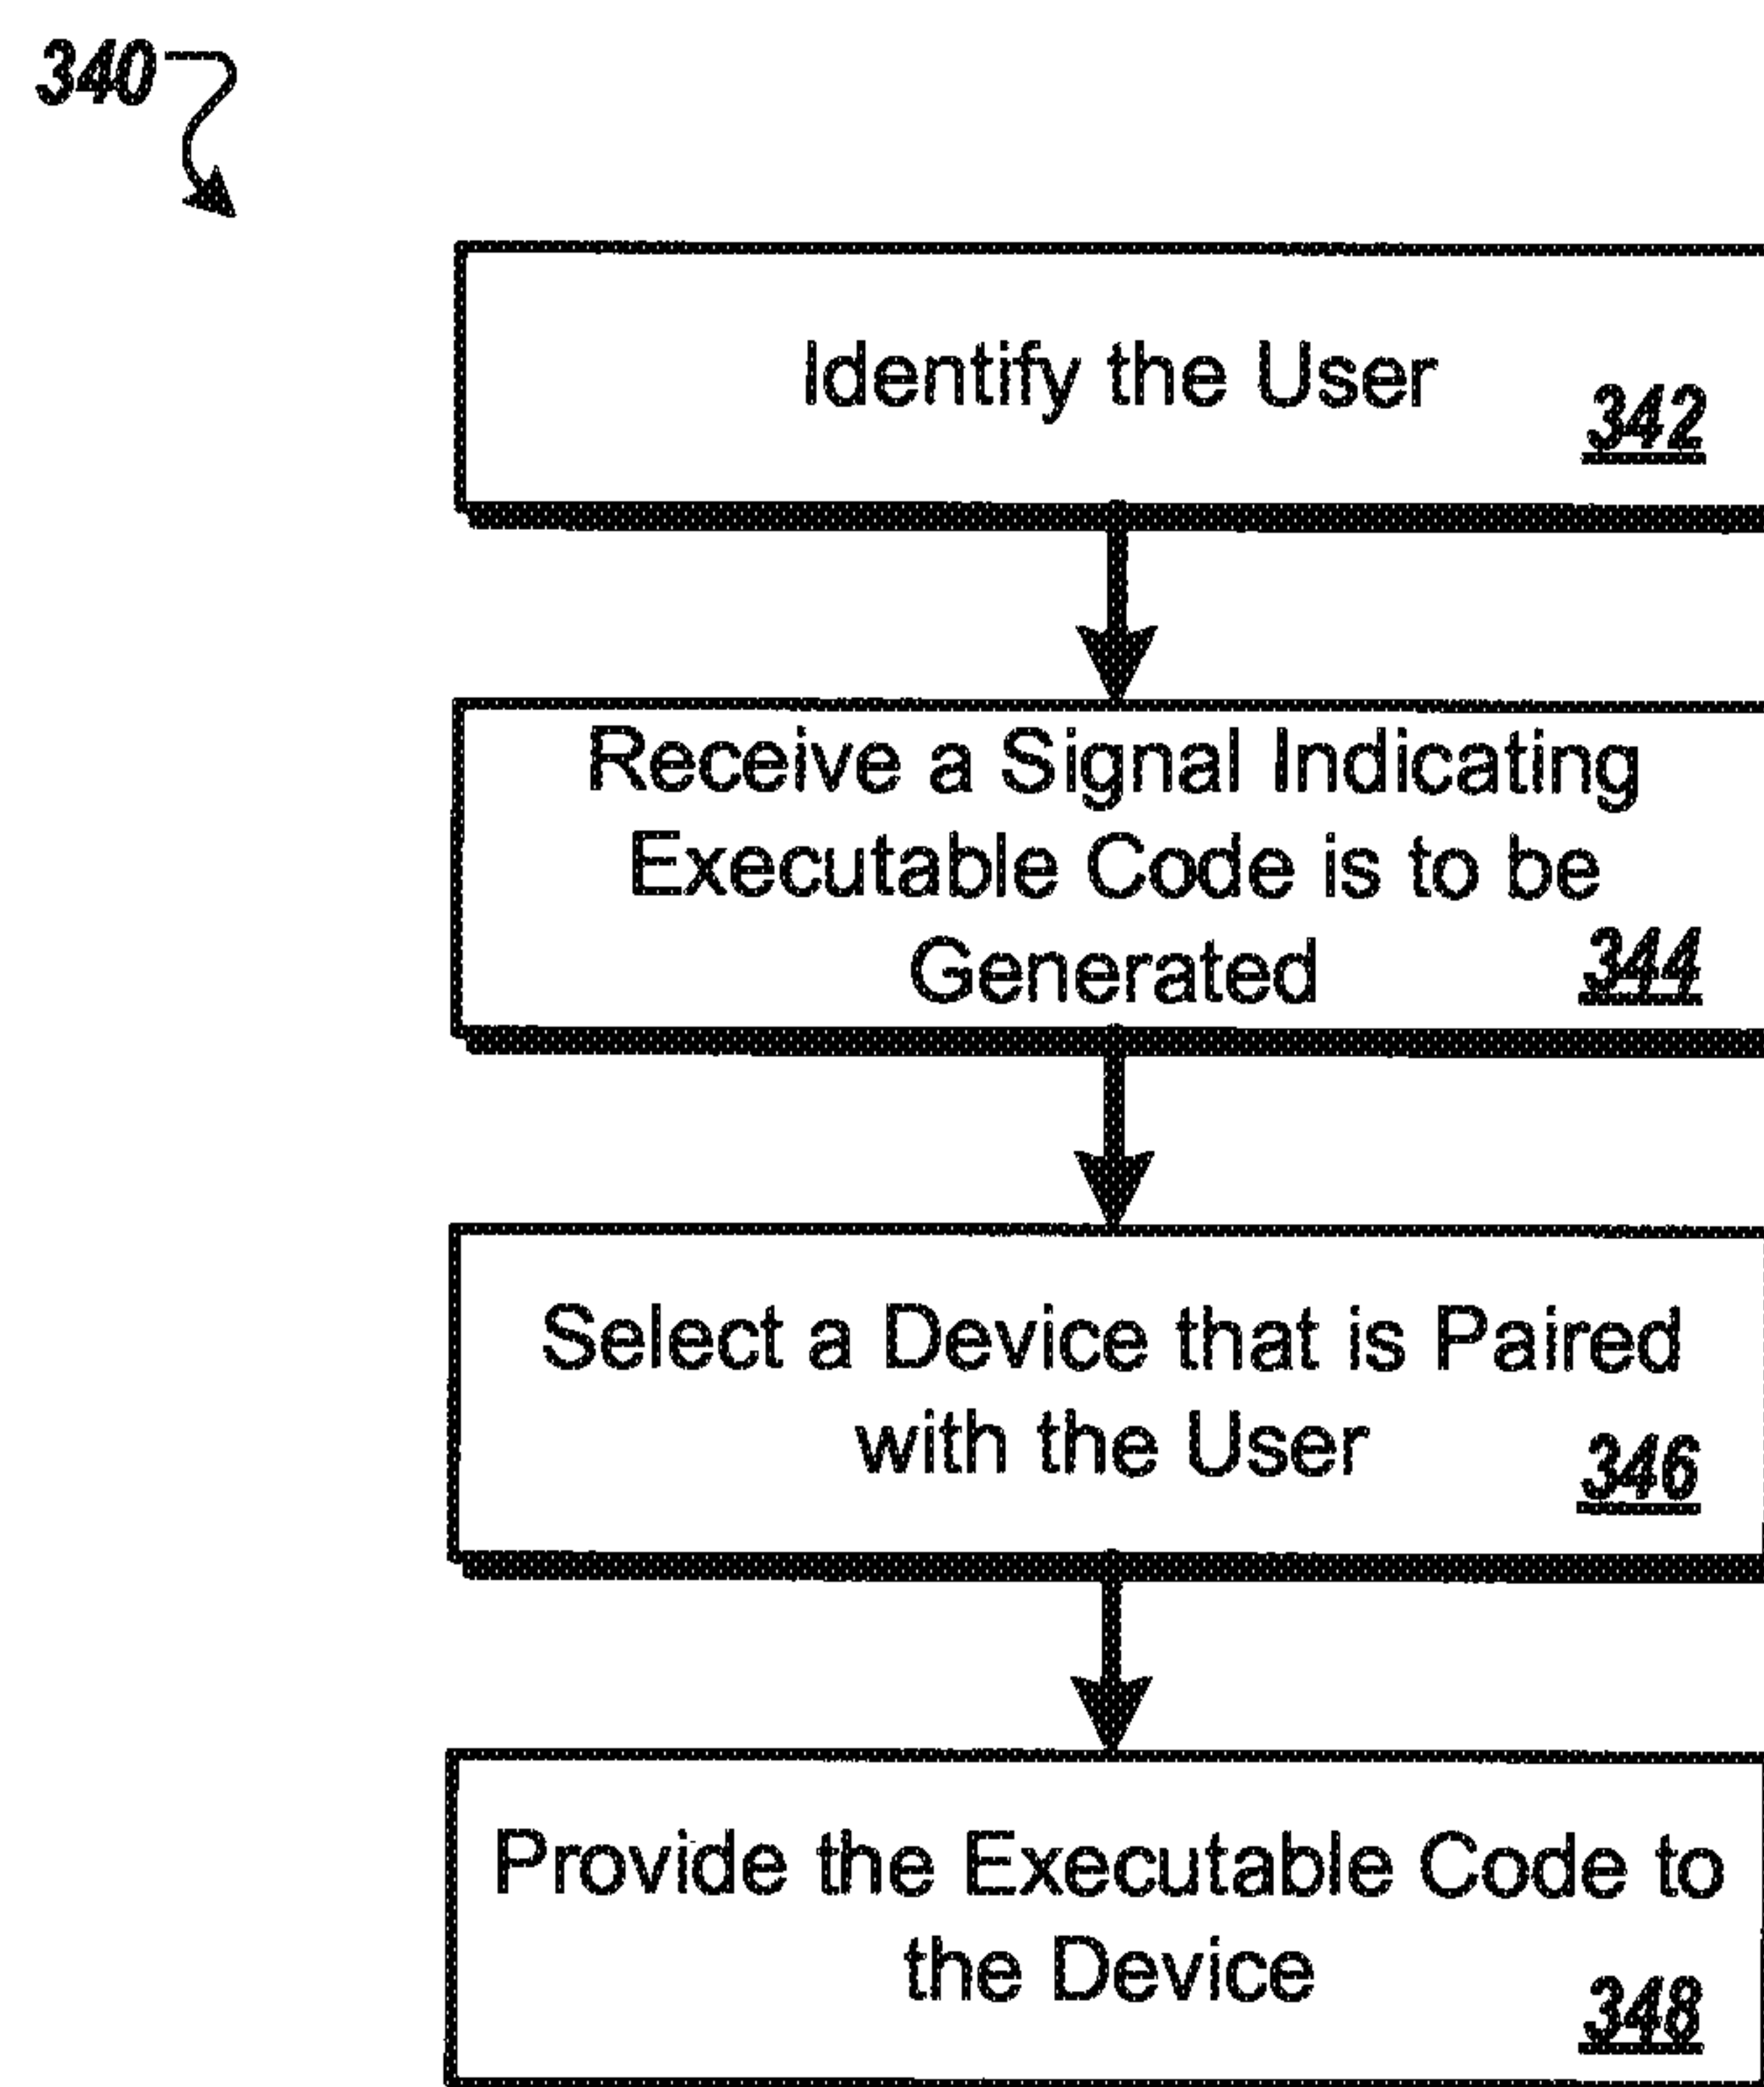 340
Identify the User
342
Receive a Signal Indicating
Executable Code is to be
Generated
344
Select a Device that is Paired
with the User
346
Provide the Executable Code to
the Device
348